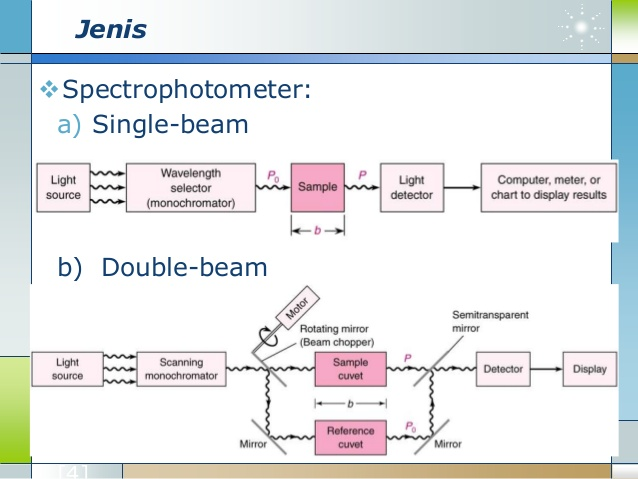 Jenis
❖Spectrophotometer:
a) Single-beam
Light
source
Wavelength
selector
(monochromator)
P₀
Sample
P
Light
detector
Computer, meter, or
chart to display results
b
b) Double-beam
Motor
Rotating mirror
(Beam chopper)
Semitransparent
mirror
Light
source
Scanning
monochromator
Sample
cuvet
P
Detector
Display
b
Mirror
Reference
cuvet
P₀
Mirror
[4]